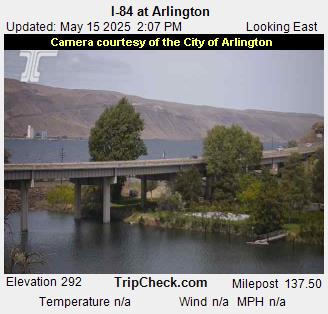 I-84 at Arlington
Updated: May 15 2025 2:07 PM Looking East
Camera courtesy of the City of Arlington
Elevation 292 TripCheck.com Milepost 137.50
Temperature n/a Wind n/a MPH n/a